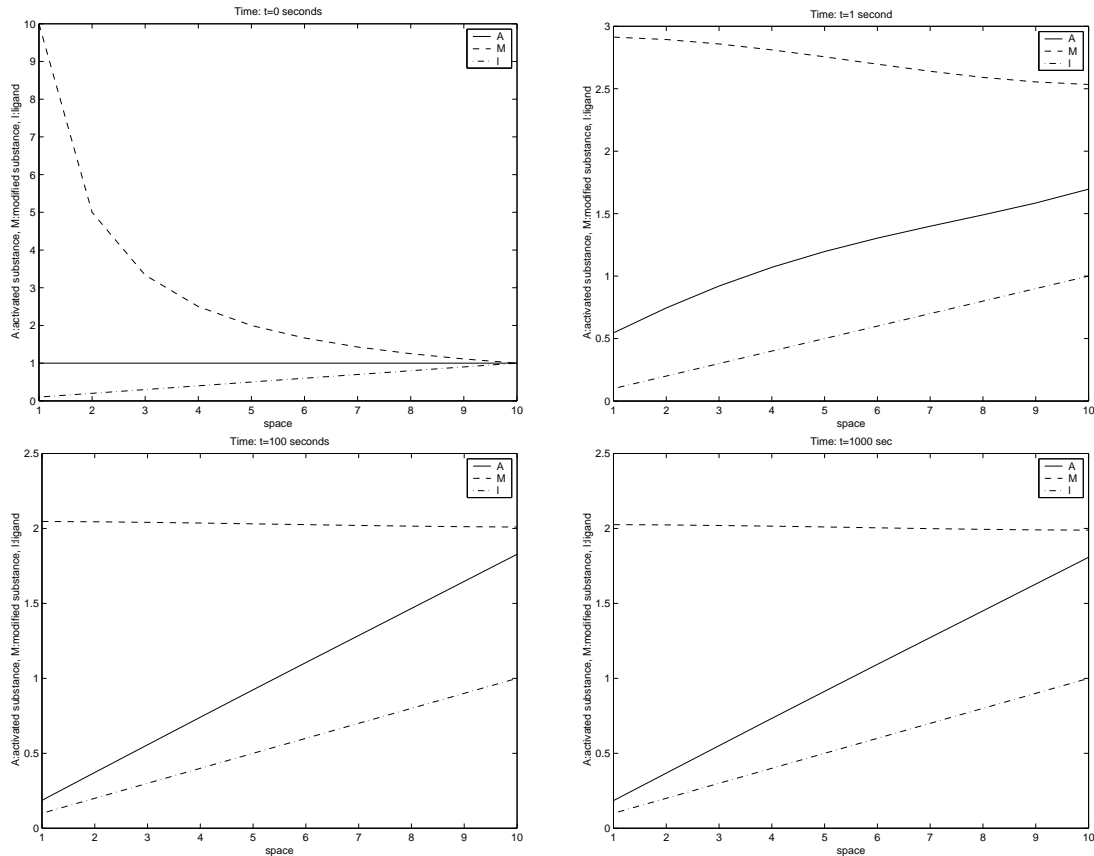 Time: t=0 seconds
A:activated substance, M:modified substance, I:ligand
10
9
8
7
6
5
4
3
2
1
0
A
M
I
1 2 3 4 5 6 7 8 9 10
space
Time: t=1 second
A:activated substance, M:modified substance, I:ligand
3
2.5
2
1.5
1
0.5
0
A
M
I
1 2 3 4 5 6 7 8 9 10
space
Time: t=100 seconds
A:activated substance, M:modified substance, I:ligand
2.5
2
1.5
1
0.5
0
A
M
I
1 2 3 4 5 6 7 8 9 10
space
Time: t=1000 sec
A:activated substance, M:modified substance, I:ligand
2.5
2
1.5
1
0.5
0
A
M
I
1 2 3 4 5 6 7 8 9 10
space